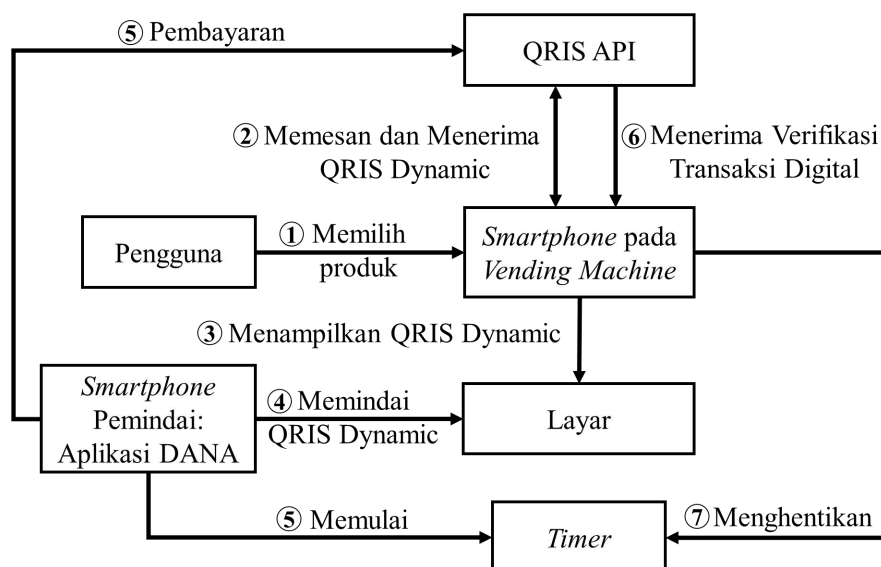 ⑤ Pembayaran
QRIS API
② Memesan dan Menerima
QRIS Dynamic
⑥ Menerima Verifikasi
Transaksi Digital
Pengguna
① Memilih
produk
Smartphone pada
Vending Machine
③ Menampilkan QRIS Dynamic
Smartphone
Pemindai:
Aplikasi DANA
④ Memindai
QRIS Dynamic
Layar
⑤ Memulai
Timer
⑦ Menghentikan